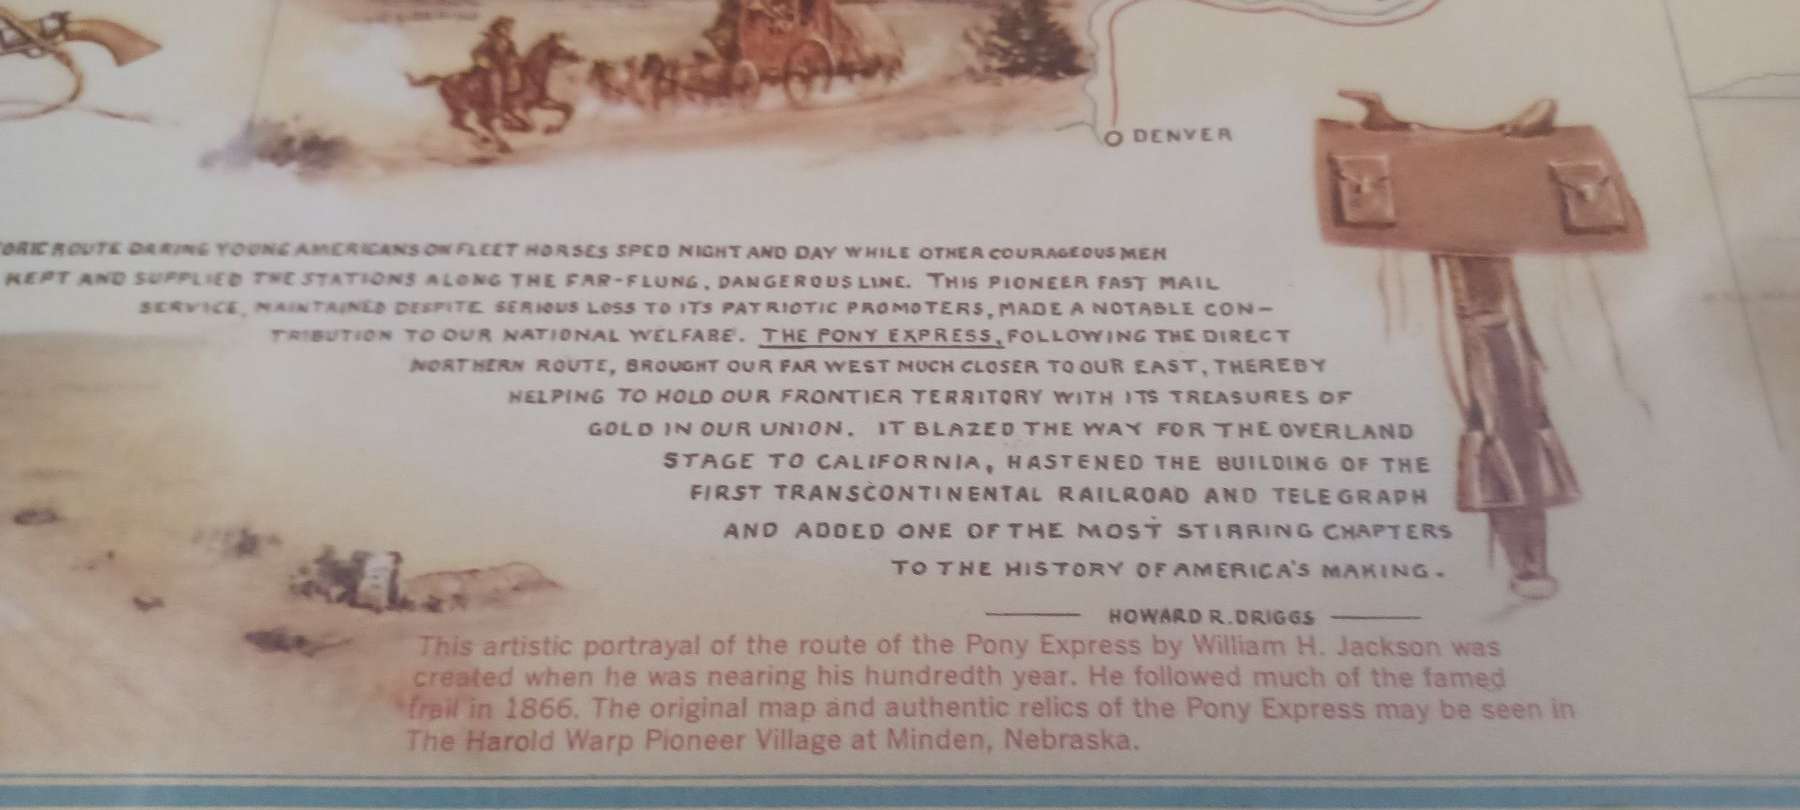 DENVER
ORIC ROUTE DARING YOUNG AMERICANS ON FLEET HORSES SPED NIGHT AND DAY WHILE OTHER COURAGEOUS MEN
KEPT AND SUPPLIED THE STATIONS ALONG THE FAR-FLUNG, DANGEROUS LINE. THIS PIONEER FAST MAIL
SERVICE, MAINTAINED DESPITE SERIOUS LOSS TO ITS PATRIOTIC PROMOTERS, MADE A NOTABLE CON-
TRIBUTION TO OUR NATIONAL WELFARE. THE PONY EXPRESS, FOLLOWING THE DIRECT
NORTHERN ROUTE, BROUGHT OUR FAR WEST MUCH CLOSER TO OUR EAST, THEREBY
HELPING TO HOLD OUR FRONTIER TERRITORY WITH ITS TREASURES OF
GOLD IN OUR UNION. IT BLAZED THE WAY FOR THE OVERLAND
STAGE TO CALIFORNIA, HASTENED THE BUILDING OF THE
FIRST TRANSCONTINENTAL RAILROAD AND TELEGRAPH
AND ADDED ONE OF THE MOST STIRRING CHAPTERS
TO THE HISTORY OF AMERICA'S MAKING.
HOWARD R. DRIGGS
This artistic portrayal of the route of the Pony Express by William H. Jackson was
created when he was nearing his hundredth year. He followed much of the famed
trail in 1866. The original map and authentic relics of the Pony Express may be seen in
The Harold Warp Pioneer Village at Minden, Nebraska.